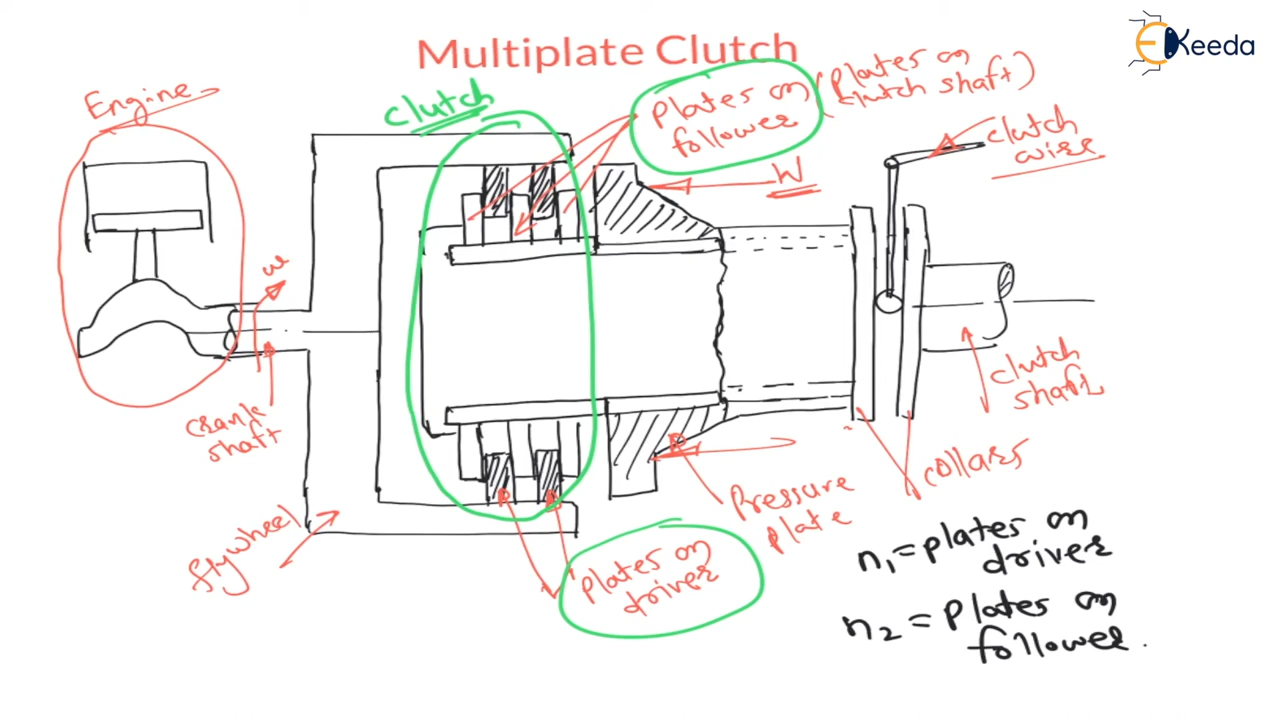 Multiplate Clutch
EKeeda
Engine
clutch
Plates on
follower
(Plates on
clutch shaft)
clutch
wire
W
ω
crank
shaft
clutch
shaft
collars
Pressure
plate
flywheel
Plates on
driver
n1 = plates on
driver
n2 = plates on
follower.